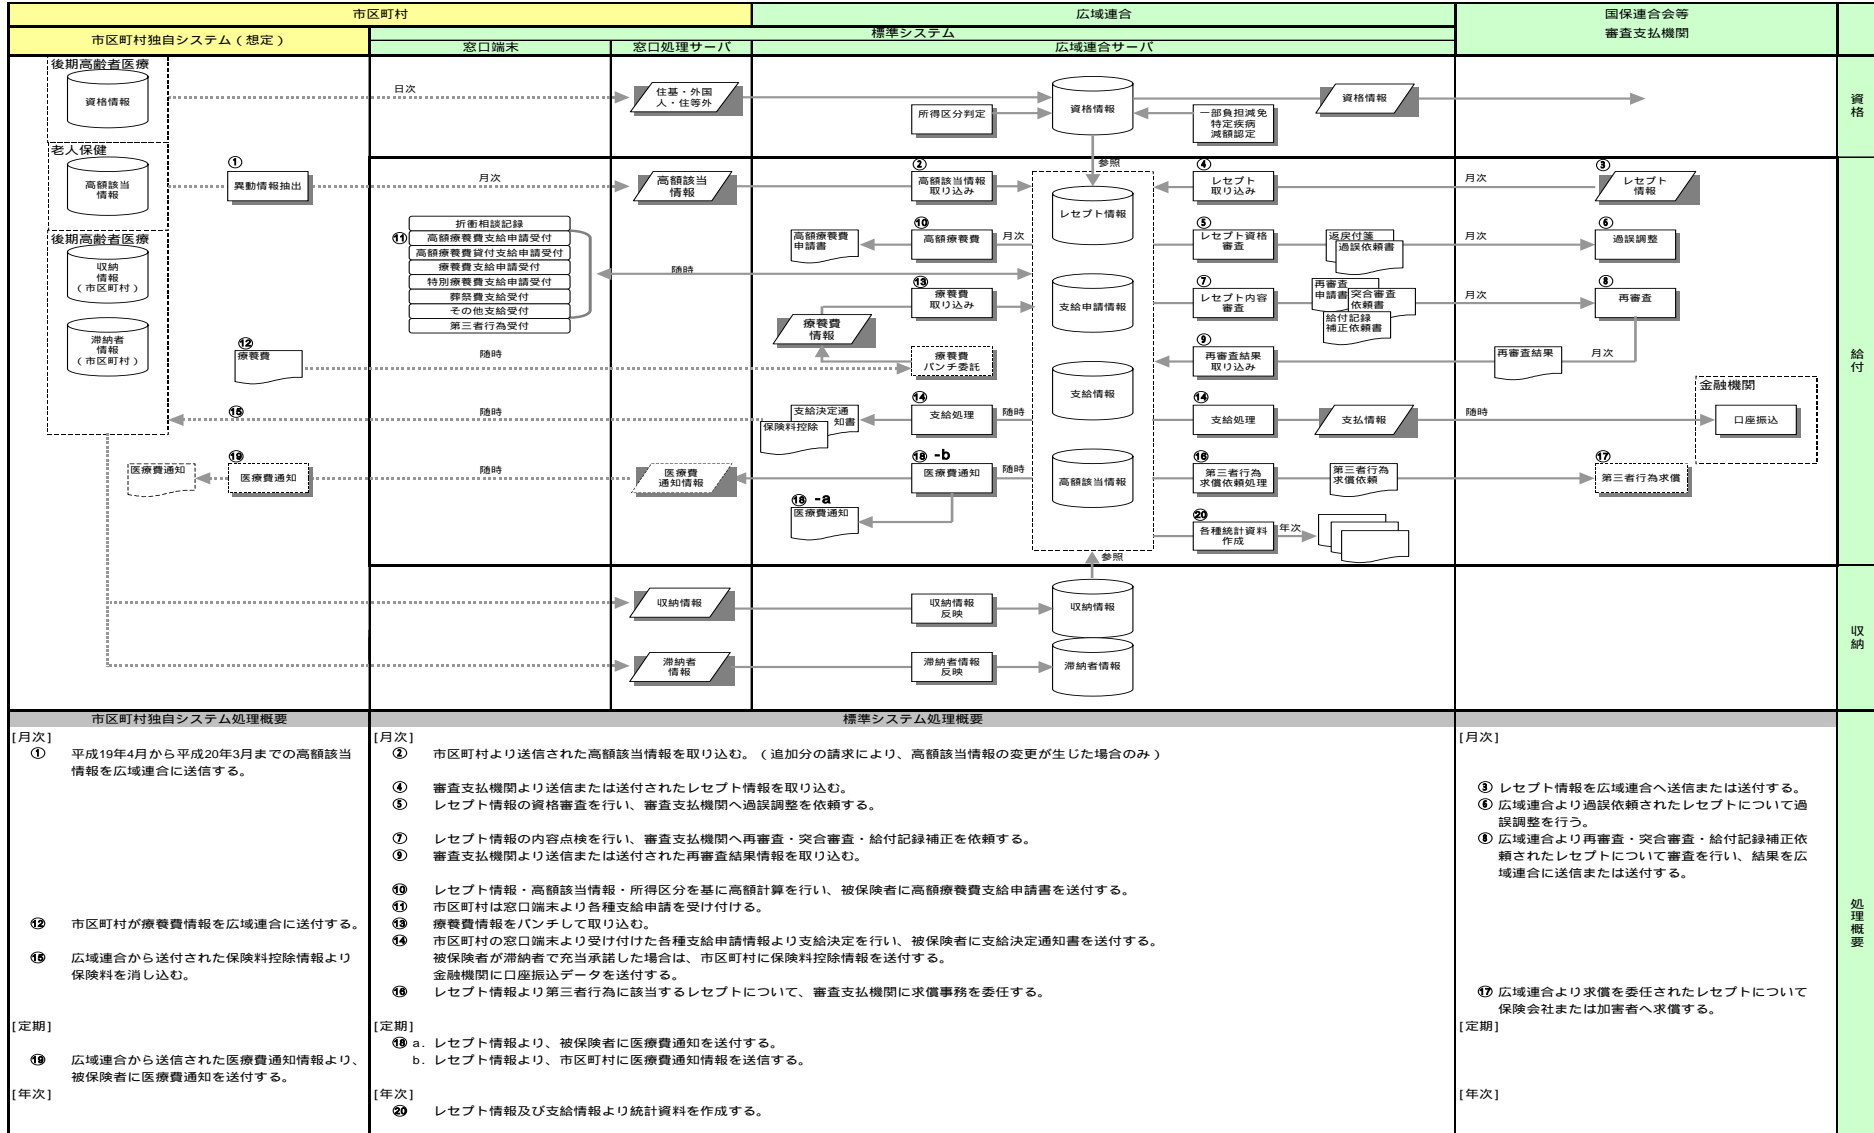 市区町村
広域連合
国保連合会等
審査支払機関
市区町村独自システム（想定）
標準システム
窓口端末
窓口処理サーバ
広域連合サーバ
後期高齢者医療
資格情報
日次
住基・外国
人・住等外
所得区分判定
資格情報
一部負担減免
特定疾病
減額認定
資格情報
資格
老人保健
高額該当
情報
①
異動情報抽出
月次
高額該当
情報
②
高額該当情報
取り込み
参照
レセプト情報
④
レセプト
取り込み
月次
③
レセプト
情報
後期高齢者医療
収納
情報
（市区町村）
滞納者
情報
（市区町村）
折衝相談記録
⑪
高額療養費支給申請受付
高額療養費貸付支給申請受付
療養費支給申請受付
特別療養費支給申請受付
葬祭費支給受付
その他支給受付
第三者行為受付
随時
高額療養費
申請書
⑩
高額療養費
月次
⑤
レセプト資格
審査
返戻付箋
過誤依頼書
月次
⑥
過誤調整
⑬
療養費
取り込み
療養費
情報
支給申請情報
⑦
レセプト内容
審査
再審査
申請書
突合審査
依頼書
給付記録
補正依頼書
月次
⑧
再審査
⑫
療養費
随時
療養費
パンチ委託
⑨
再審査結果
取り込み
再審査結果
月次
給付
支給情報
金融機関
⑮
随時
支給決定通
知書
保険料控除
⑭
支給処理
随時
⑭
支給処理
支払情報
随時
口座振込
医療費通知
⑲
医療費通知
随時
医療費
通知情報
⑱ -b
医療費通知
随時
高額該当情報
⑯
第三者行為
求償依頼処理
第三者行為
求償依頼
⑰
第三者行為求償
⑱ -a
医療費通知
⑳
各種統計資料
作成
年次
参照
収納情報
収納情報
反映
収納情報
滞納者
情報
滞納者情報
反映
滞納者情報
収納
市区町村独自システム処理概要
[月次]
① 平成19年4月から平成20年3月までの高額該当
情報を広域連合に送信する。
⑫ 市区町村が療養費情報を広域連合に送付する。
⑮ 広域連合から送付された保険料控除情報より
保険料を消し込む。
[定期]
⑲ 広域連合から送信された医療費通知情報より、
被保険者に医療費通知を送付する。
[年次]
標準システム処理概要
[月次]
② 市区町村より送信された高額該当情報を取り込む。（追加分の請求により、高額該当情報の変更が生じた場合のみ）
④ 審査支払機関より送信または送付されたレセプト情報を取り込む。
⑤ レセプト情報の資格審査を行い、審査支払機関へ過誤調整を依頼する。
⑦ レセプト情報の内容点検を行い、審査支払機関へ再審査・突合審査・給付記録補正を依頼する。
⑨ 審査支払機関より送信または送付された再審査結果情報を取り込む。
⑩ レセプト情報・高額該当情報・所得区分を基に高額計算を行い、被保険者に高額療養費支給申請書を送付する。
⑪ 市区町村は窓口端末より各種支給申請を受け付ける。
⑬ 療養費情報をパンチして取り込む。
⑭ 市区町村の窓口端末より受け付けた各種支給申請情報より支給決定を行い、被保険者に支給決定通知書を送付する。
被保険者が滞納者で充当承諾した場合は、市区町村に保険料控除情報を送付する。
金融機関に口座振込データを送付する。
⑯ レセプト情報より第三者行為に該当するレセプトについて、審査支払機関に求償事務を委任する。
[定期]
⑱ a. レセプト情報より、被保険者に医療費通知を送付する。
b. レセプト情報より、市区町村に医療費通知情報を送信する。
[年次]
⑳ レセプト情報及び支給情報より統計資料を作成する。
[月次]
③ レセプト情報を広域連合へ送信または送付する。
⑥ 広域連合より過誤依頼されたレセプトについて過
誤調整を行う。
⑧ 広域連合より再審査・突合審査・給付記録補正依
頼されたレセプトについて審査を行い、結果を広
域連合に送信または送付する。
⑰ 広域連合より求償を委任されたレセプトについて
保険会社または加害者へ求償する。
[定期]
[年次]
処理概要